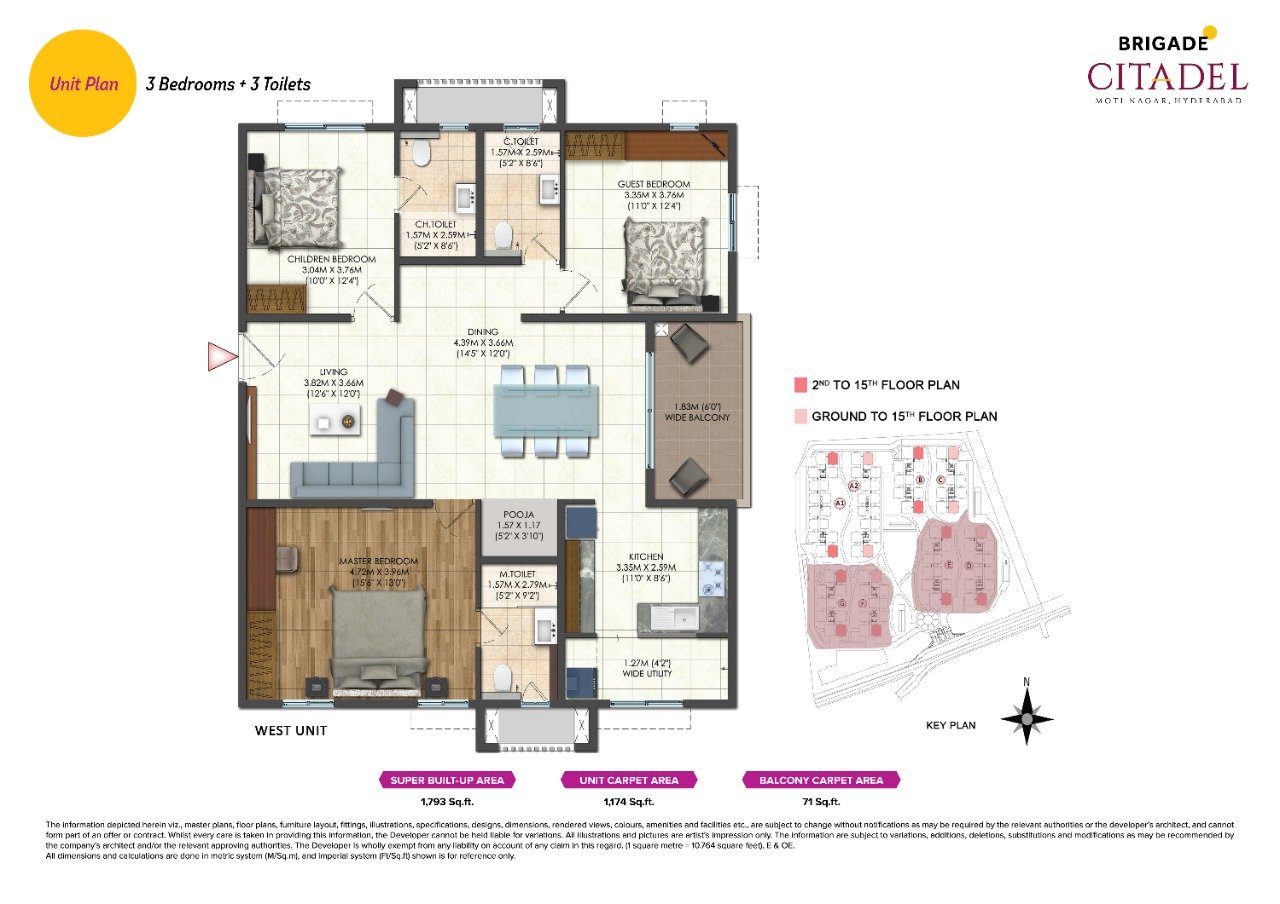 Unit Plan
3 Bedrooms + 3 Toilets
BRIGADE
CITADEL
MOTI NAGAR, HYDERABAD
C.TOILET
1.57M X 2.59M
(5'2" X 8'6")
GUEST BEDROOM
3.35M X 3.76M
(11'0" X 12'4")
CH.TOILET
1.57M X 2.59M
(5'2" X 8'6")
CHILDREN BEDROOM
3.04M X 3.76M
(10'0" X 12'4")
DINING
4.39M X 3.66M
(14'5" X 12'0")
LIVING
3.82M X 3.66M
(12'6" X 12'0")
1.83M (6'0")
WIDE BALCONY
2ND TO 15TH FLOOR PLAN
GROUND TO 15TH FLOOR PLAN
A1
A2
B
C
E
D
G
F
POOJA
1.57 X 1.17
(5'2" X 3'10")
MASTER BEDROOM
4.72M X 3.96M
(15'6" X 13'0")
M.TOILET
1.57M X 2.79M
(5'2" X 9'2")
KITCHEN
3.35M X 2.59M
(11'0" X 8'6")
1.27M (4'2")
WIDE UTILITY
WEST UNIT
N
KEY PLAN
SUPER BUILT-UP AREA
1,793 Sq.ft.
UNIT CARPET AREA
1,174 Sq.ft.
BALCONY CARPET AREA
71 Sq.ft.
The information depicted herein viz., master plans, floor plans, furniture layout, fittings, illustrations, specifications, designs, dimensions, rendered views, colours, amenities and facilities etc., are subject to change without notifications as may be required by the relevant authorities or the developer's architect, and cannot
form part of an offer or contract. Whilst every care is taken in providing this information, the Developer cannot be held liable for variations. All illustrations and pictures are artist's impression only. The information are subject to variations, additions, deletions, substitutions and modifications as may be recommended by
the company's architect and/or the relevant approving authorities. The Developer is wholly exempt from any liability on account of any claim in this regard. (1 square metre = 10.764 square feet). E & OE.
All dimensions and calculations are done in metric system (M/Sq.m), and imperial system (Ft/Sq.ft) shown is for reference only.